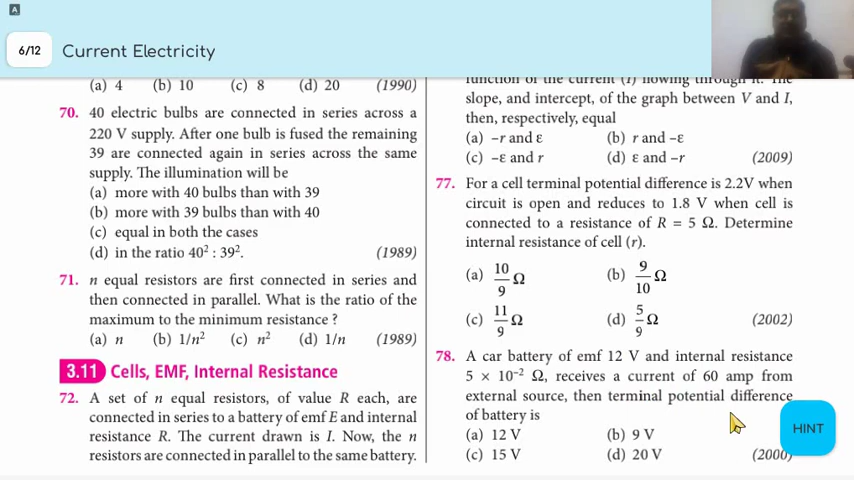 A
6/12 Current Electricity
(a) 4 (b) 10 (c) 8 (d) 20 (1990)
70. 40 electric bulbs are connected in series across a
220 V supply. After one bulb is fused the remaining
39 are connected again in series across the same
supply. The illumination will be
(a) more with 40 bulbs than with 39
(b) more with 39 bulbs than with 40
(c) equal in both the cases
(d) in the ratio 40² : 39². (1989)
71. n equal resistors are first connected in series and
then connected in parallel. What is the ratio of the
maximum to the minimum resistance ?
(a) n (b) 1/n² (c) n² (d) 1/n (1989)
3.11 Cells, EMF, Internal Resistance
72. A set of n equal resistors, of value R each, are
connected in series to a battery of emf E and internal
resistance R. The current drawn is I. Now, the n
resistors are connected in parallel to the same battery.
function of the current (I) flowing through it. The
slope, and intercept, of the graph between V and I,
then, respectively, equal
(a) –r and ε (b) r and –ε
(c) –ε and r (d) ε and –r (2009)
77. For a cell terminal potential difference is 2.2V when
circuit is open and reduces to 1.8 V when cell is
connected to a resistance of R = 5 Ω. Determine
internal resistance of cell (r).
(a) 10/9 Ω (b) 9/10 Ω
(c) 11/9 Ω (d) 5/9 Ω (2002)
78. A car battery of emf 12 V and internal resistance
5 × 10⁻² Ω, receives a current of 60 amp from
external source, then terminal potential difference
of battery is
(a) 12 V (b) 9 V
(c) 15 V (d) 20 V (2000)
HINT